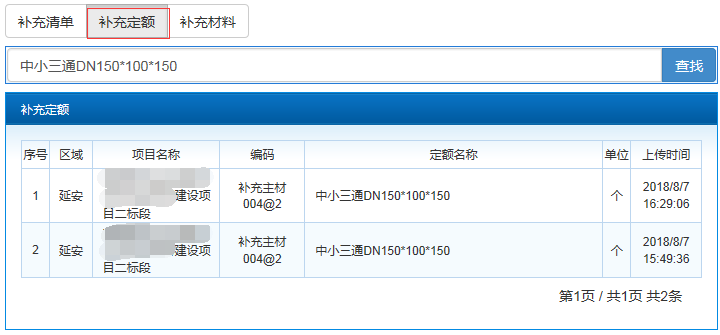 补充清单 补充定额 补充材料
中小三通DN150*100*150 查找
补充定额
序号 区域 项目名称 编码 定额名称 单位 上传时间
1 延安 建设项目二标段 补充主材004@2 中小三通DN150*100*150 个 2018/8/7 16:29:06
2 延安 建设项目二标段 补充主材004@2 中小三通DN150*100*150 个 2018/8/7 15:49:36
第1页 / 共1页 共2条